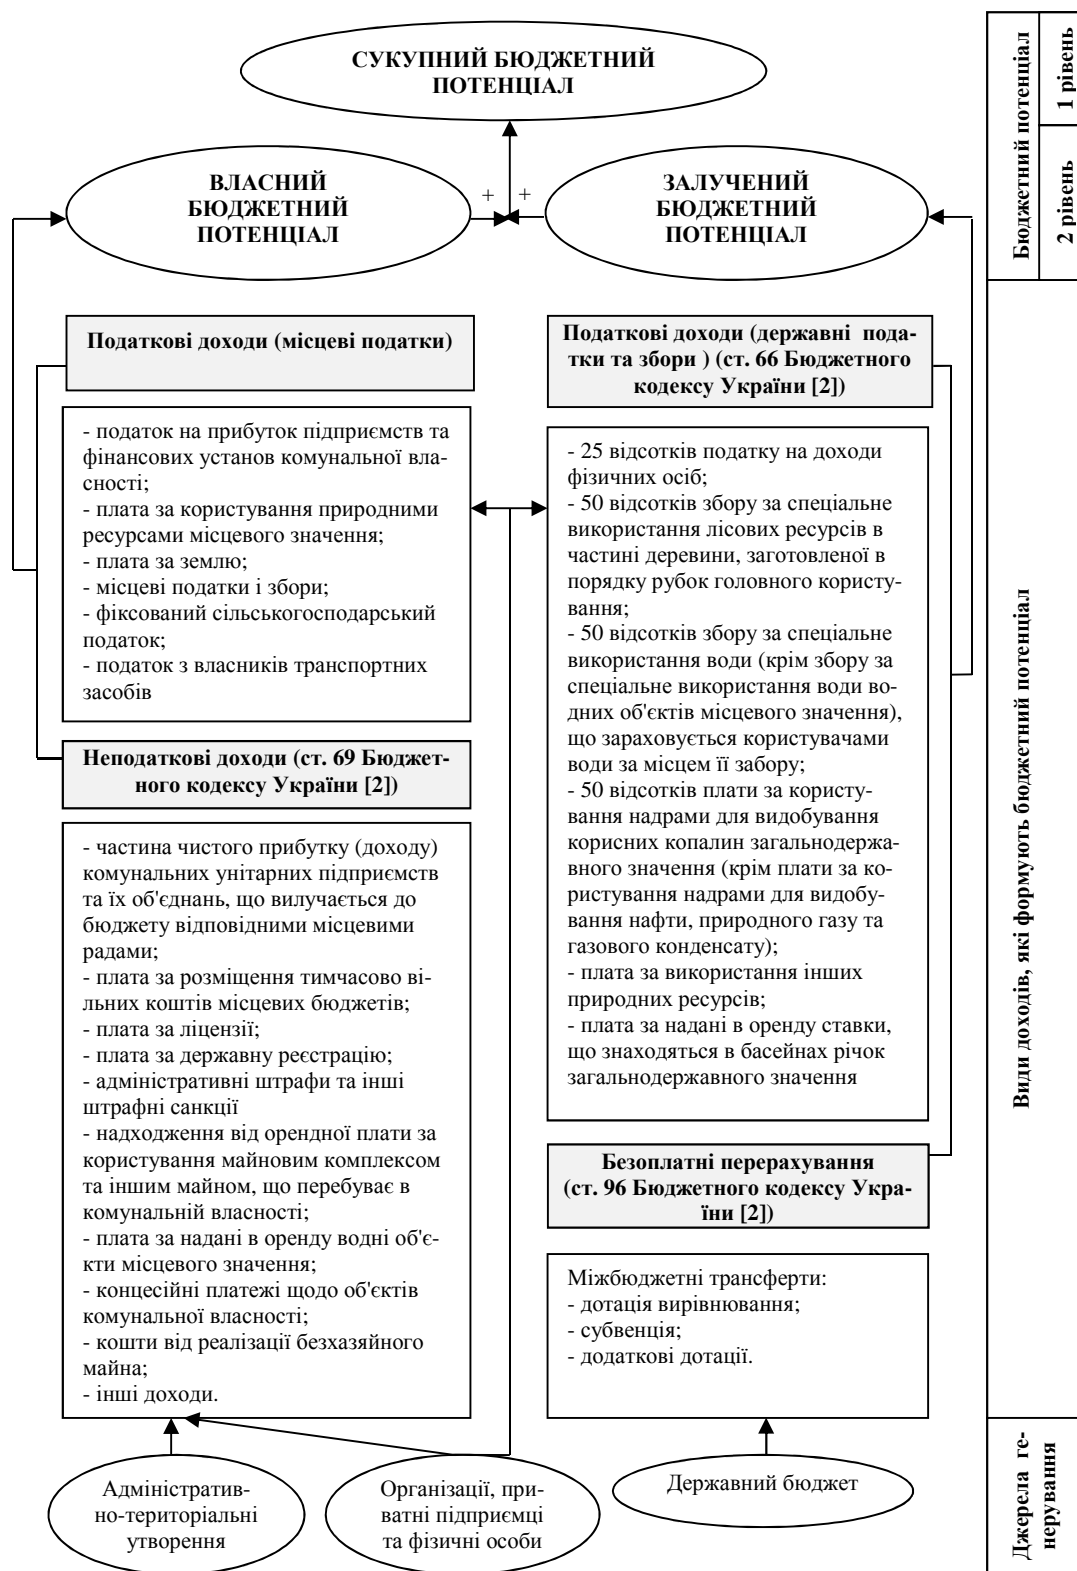 СУКУПНИЙ БЮДЖЕТНИЙ
ПОТЕНЦІАЛ
ВЛАСНИЙ
БЮДЖЕТНИЙ
ПОТЕНЦІАЛ
+
+
ЗАЛУЧЕНИЙ
БЮДЖЕТНИЙ
ПОТЕНЦІАЛ
Податкові доходи (місцеві податки)
- податок на прибуток підприємств та
фінансових установ комунальної вла-
сності;
- плата за користування природними
ресурсами місцевого значення;
- плата за землю;
- місцеві податки і збори;
- фіксований сільськогосподарський
податок;
- податок з власників транспортних
засобів
Неподаткові доходи (ст. 69 Бюджет-
ного кодексу України [2])
- частина чистого прибутку (доходу)
комунальних унітарних підприємств
та їх об'єднань, що вилучається до
бюджету відповідними місцевими
радами;
- плата за розміщення тимчасово ві-
льних коштів місцевих бюджетів;
- плата за ліцензії;
- плата за державну реєстрацію;
- адміністративні штрафи та інші
штрафні санкції
- надходження від орендної плати за
користування майновим комплексом
та іншим майном, що перебуває в
комунальній власності;
- плата за надані в оренду водні об'є-
кти місцевого значення;
- концесійні платежі щодо об'єктів
комунальної власності;
- кошти від реалізації безхазяйного
майна;
- інші доходи.
Податкові доходи (державні пода-
тки та збори ) (ст. 66 Бюджетного
кодексу України [2])
- 25 відсотків податку на доходи
фізичних осіб;
- 50 відсотків збору за спеціальне
використання лісових ресурсів в
частині деревини, заготовленої в
порядку рубок головного користу-
вання;
- 50 відсотків збору за спеціальне
використання води (крім збору за
спеціальне використання води во-
дних об'єктів місцевого значення),
що зараховується користувачами
води за місцем її забору;
- 50 відсотків плати за користу-
вання надрами для видобування
корисних копалин загальнодержа-
вного значення (крім плати за ко-
ристування надрами для видобу-
вання нафти, природного газу та
газового конденсату);
- плата за використання інших
природних ресурсів;
- плата за надані в оренду ставки,
що знаходяться в басейнах річок
загальнодержавного значення
Безоплатні перерахування
(ст. 96 Бюджетного кодексу Укра-
їни [2])
Міжбюджетні трансферти:
- дотація вирівнювання;
- субвенція;
- додаткові дотації.
Адміністратив-
но-територіальні
утворення
Організації, при-
ватні підприємці
та фізичні особи
Державний бюджет
Бюджетний потенціал
1 рівень
2 рівень
Види доходів, які формують бюджетний потенціал
Джерела ге-
нерування